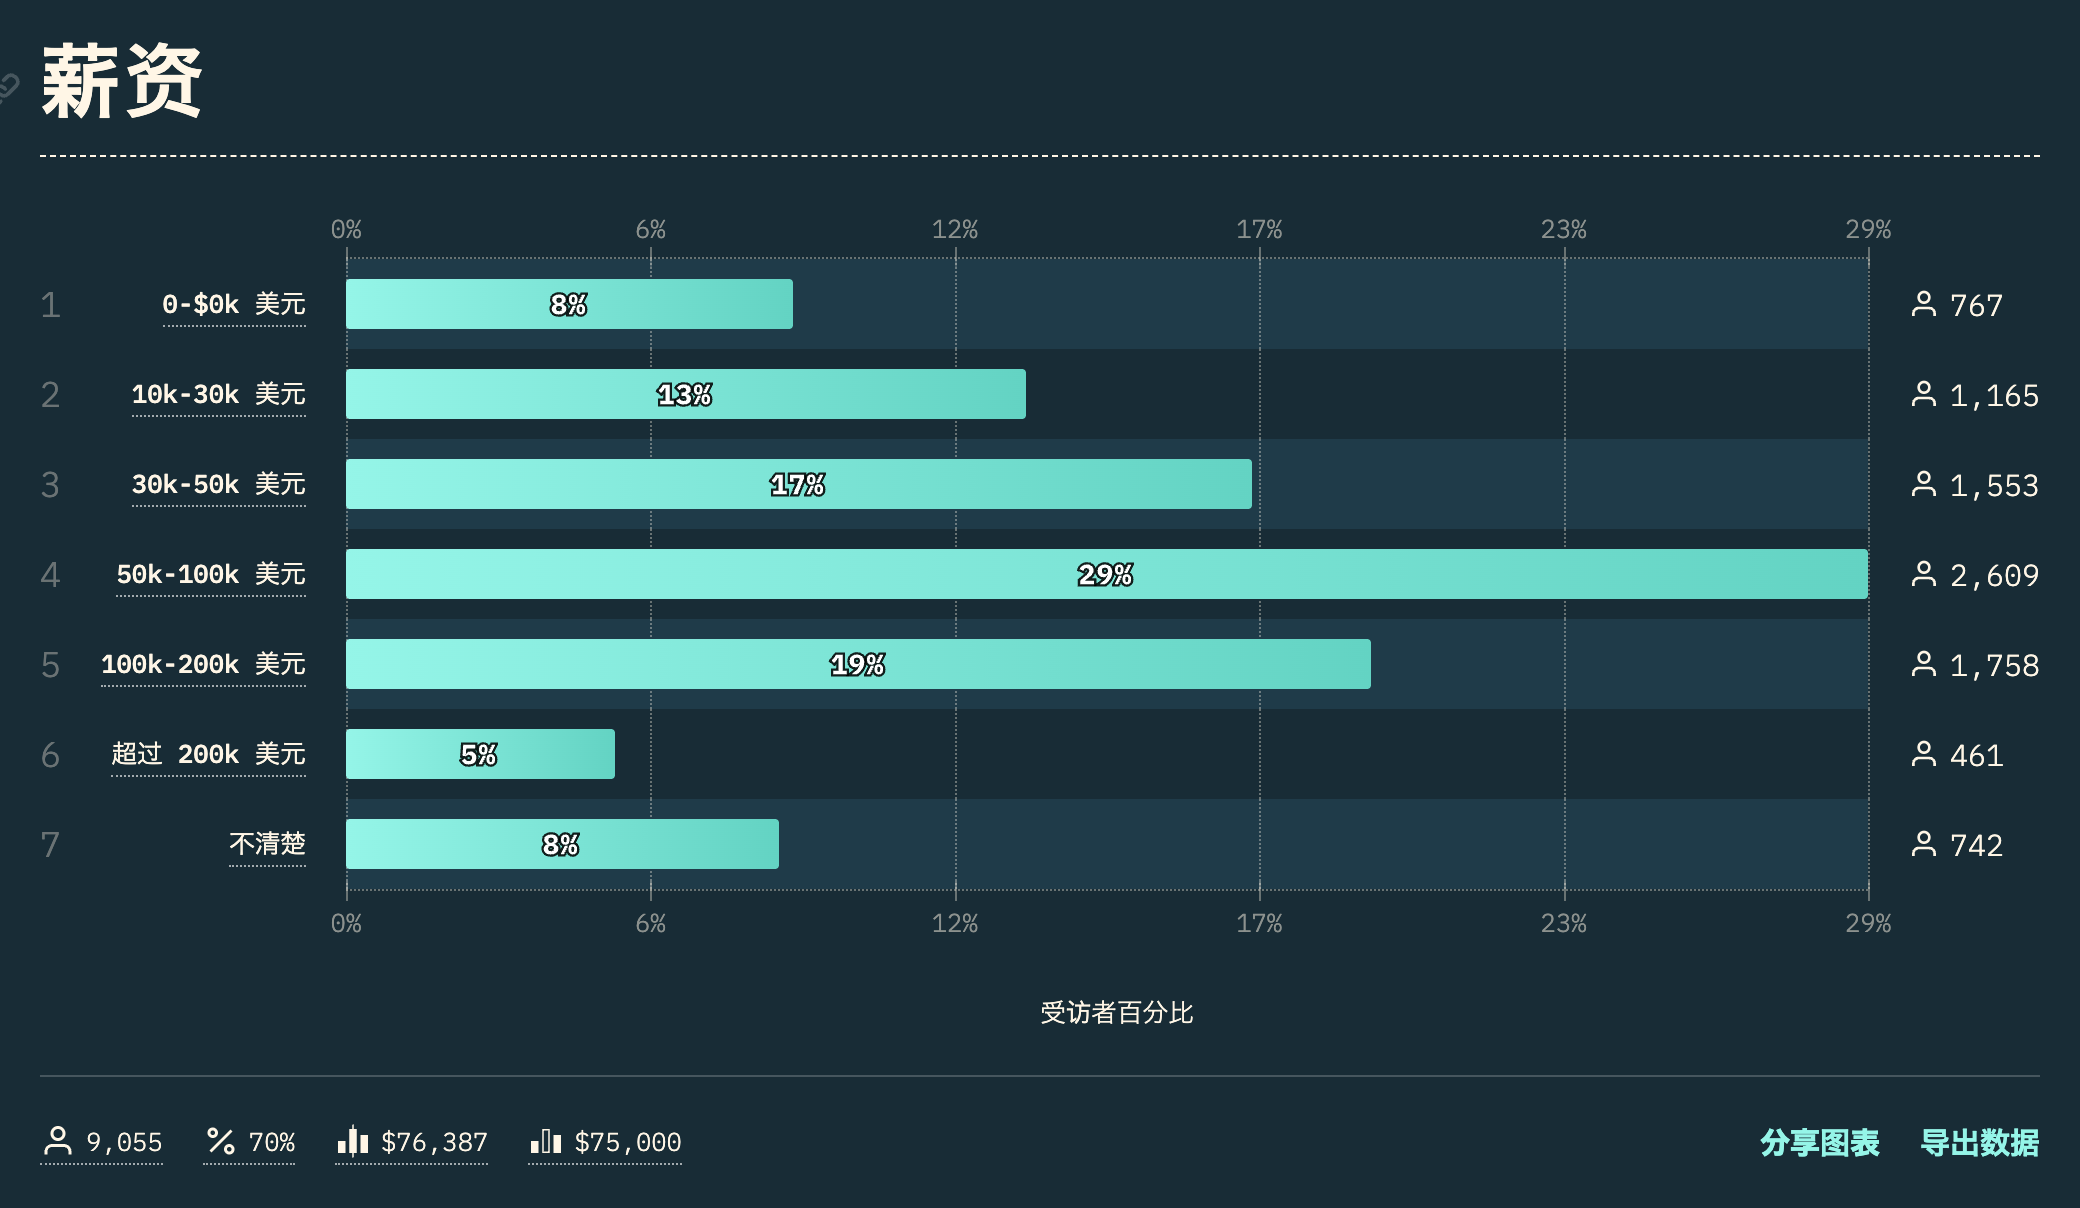 薪资
0% 6% 12% 17% 23% 29%
1 0-$0k 美元 8% 767
2 10k-30k 美元 13% 1,165
3 30k-50k 美元 17% 1,553
4 50k-100k 美元 29% 2,609
5 100k-200k 美元 19% 1,758
6 超过 200k 美元 5% 461
7 不清楚 8% 742
0% 6% 12% 17% 23% 29%
受访者百分比
9,055 70% $76,387 $75,000 分享图表 导出数据